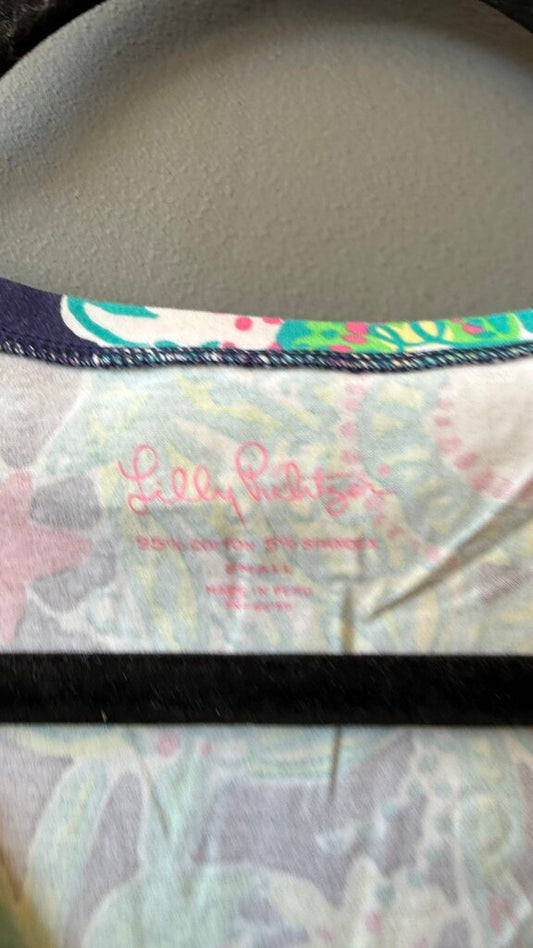 Lilly Pulitzer
95% COTTON 5% SPANDEX
SMALL
MADE IN PERU